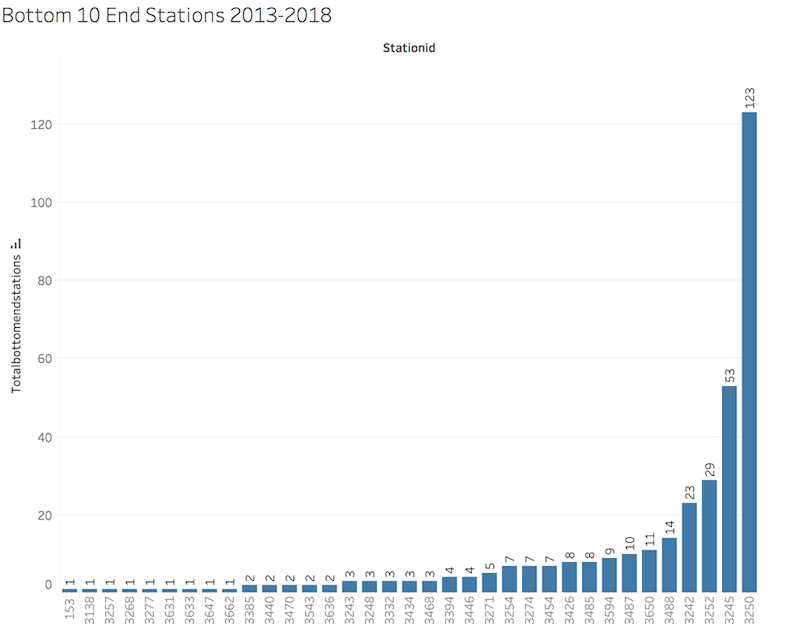 Bottom 10 End Stations 2013-2018
Stationid
Totalbottomendstations
120
100
80
60
40
20
0
1 1 1 1 1 1 1 1 1 2 2 2 2 2 3 3 3 3 3 4 4 5 7 7 7 8 8 9 10 11 14 23 29 53 123
153 3138 3257 3268 3277 3631 3633 3647 3662 3385 3440 3470 3543 3636 3243 3248 3332 3434 3468 3394 3446 3271 3254 3274 3454 3426 3485 3594 3487 3650 3488 3242 3252 3245 3250